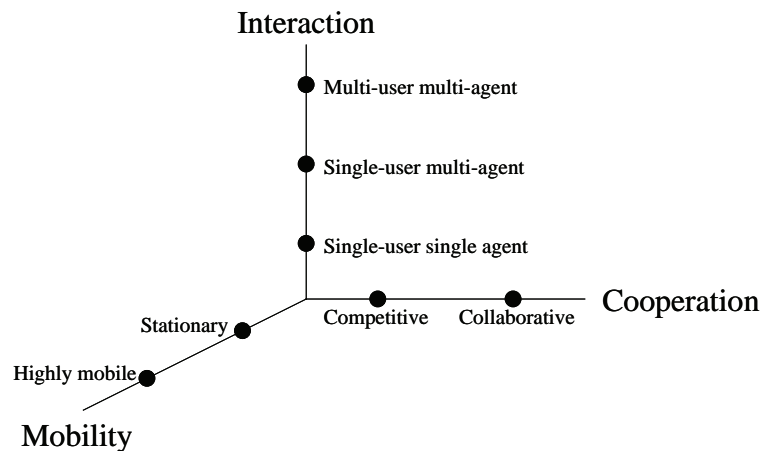 Interaction
Multi-user multi-agent
Single-user multi-agent
Single-user single agent
Cooperation
Competitive
Collaborative
Stationary
Highly mobile
Mobility